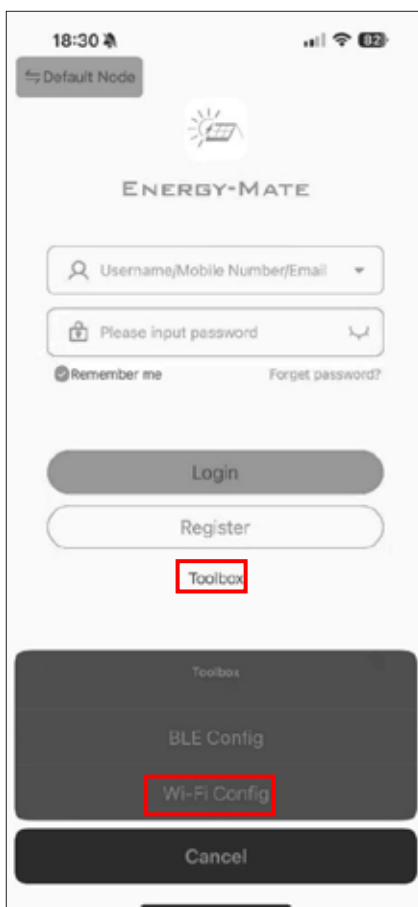 18:30
82
Default Node
ENERGY-MATE
Username/Mobile Number/Email
Please input password
Remember me Forget password?
Login
Register
Toolbox
Toolbox
BLE Config
Wi-Fi Config
Cancel